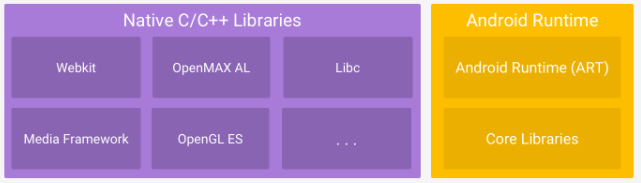 Native C/C++ Libraries
Android Runtime
Webkit
OpenMAX AL
Libc
Android Runtime (ART)
Media Framework
OpenGL ES
. . .
Core Libraries